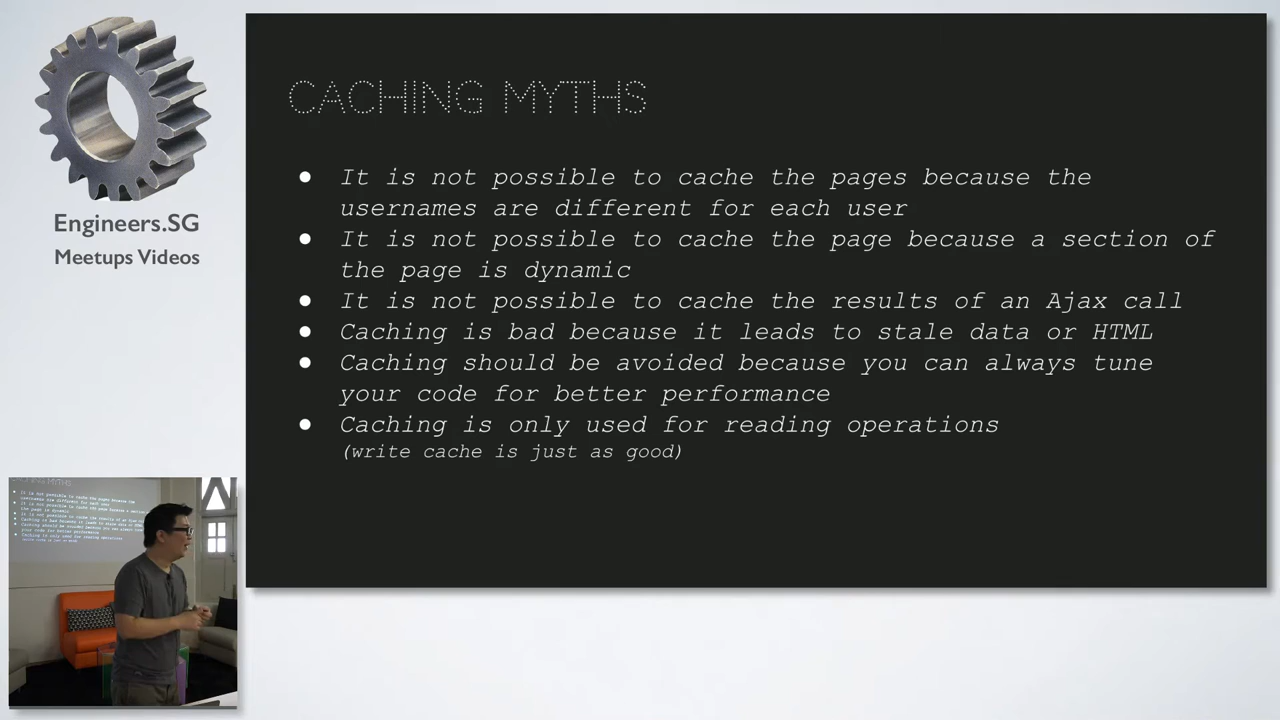 Engineers.SG
Meetups Videos
CACHING MYTHS
● It is not possible to cache the pages because the
usernames are different for each user
● It is not possible to cache the page because a section of
the page is dynamic
● It is not possible to cache the results of an Ajax call
● Caching is bad because it leads to stale data or HTML
● Caching should be avoided because you can always tune
your code for better performance
● Caching is only used for reading operations
(write cache is just as good)